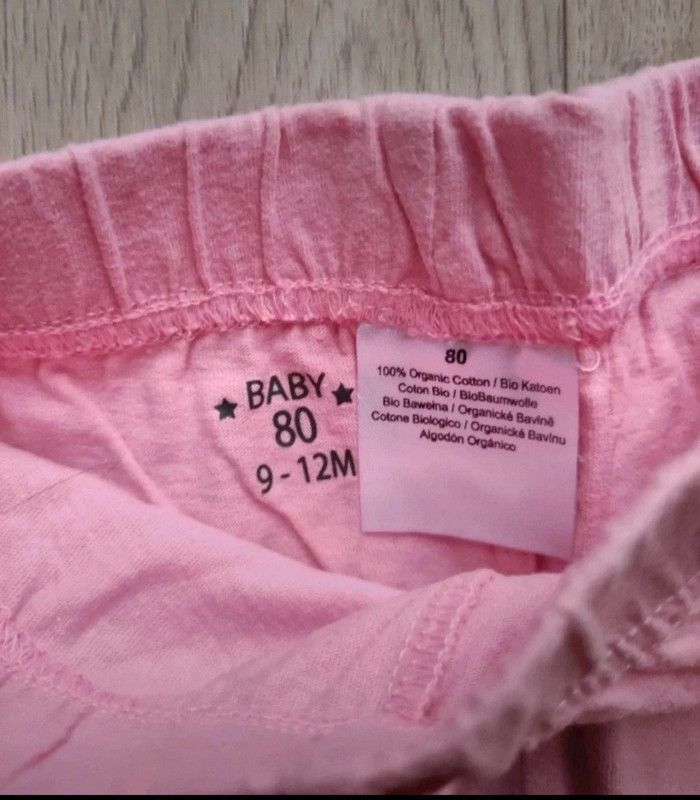 ★ BABY ★
80
9 - 12M
80
100% Organic Cotton / Bio Katoen
Coton Bio / BioBaumwolle
Bio Bawełna / Organické Bavlně
Cotone Biologico / Organická Bavlnu
Algodón Orgánico